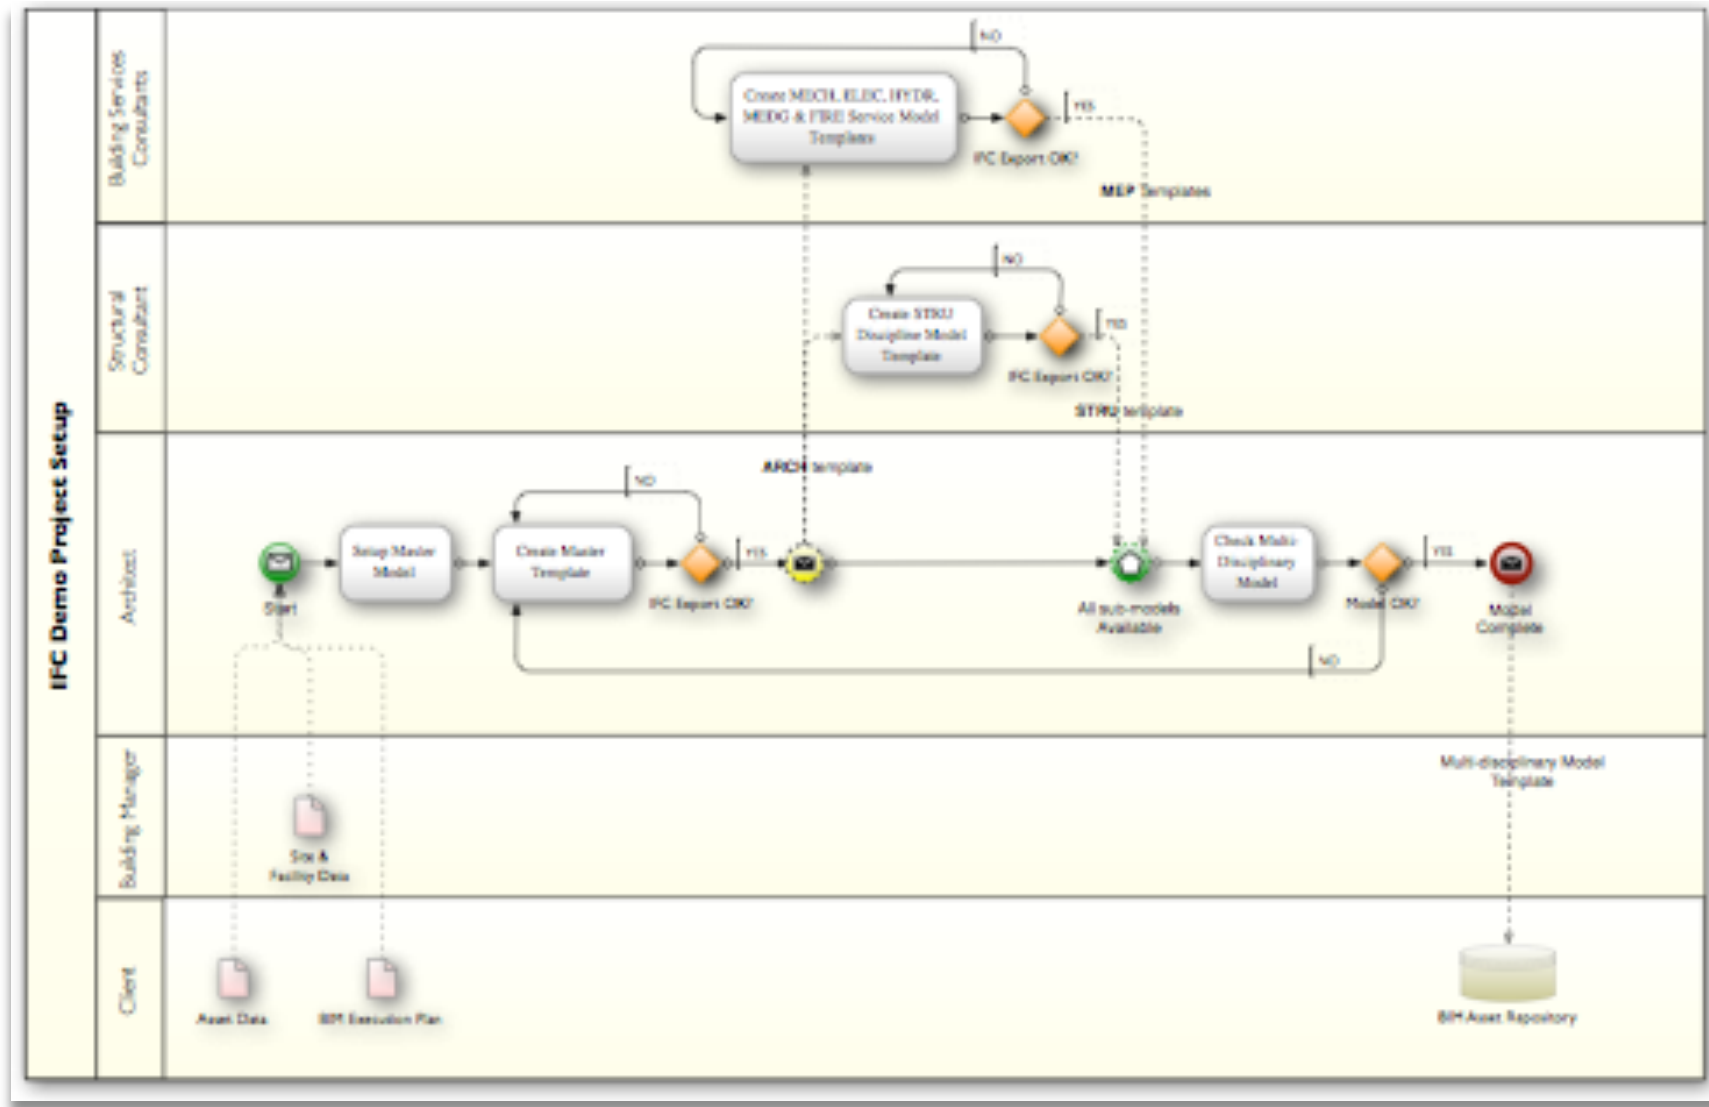 IFC Demo Project Setup
Building Services
Consultants
NO
Create MECH, ELEC, HYDR,
MEDG & FIRE Service Model
Templates
YES
IFC Export OK?
MEP Templates
Structural
Consultant
NO
Create STRU
Discipline Model
Template
YES
IFC Export OK?
STRU template
Architect
ARCH template
NO
Start
Setup Master
Model
Create Master
Template
IFC Export OK?
YES
All sub-models
Available
Check Multi-
Disciplinary
Model
Model OK?
YES
NO
Model
Complete
Building Manager
Site &
Facility Data
Multi-disciplinary Model
Template
Client
Asset Data
BIM Execution Plan
BIM Asset Repository